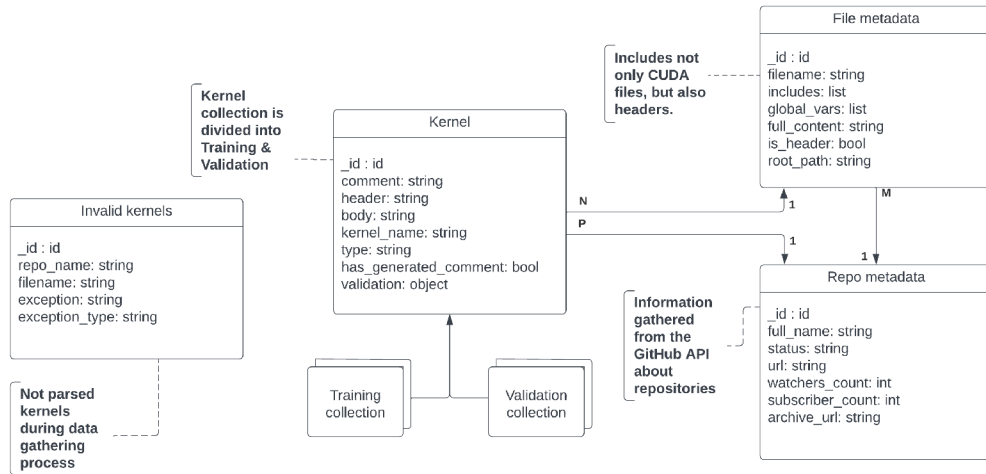 File metadata
_id : id
filename: string
includes: list
global_vars: list
full_content: string
is_header: bool
root_path: string
Includes not
only CUDA
files, but also
headers.
Kernel
collection is
divided into
Training &
Validation
Kernel
_id : id
comment: string
header: string
body: string
kernel_name: string
type: string
has_generated_comment: bool
validation: object
N
1
P
1
M
1
Invalid kernels
_id : id
repo_name: string
filename: string
exception: string
exception_type: string
Repo metadata
_id : id
full_name: string
status: string
url: string
watchers_count: int
subscriber_count: int
archive_url: string
Information
gathered
from the
GitHub API
about
repositories
Training
collection
Validation
collection
Not parsed
kernels
during data
gathering
process